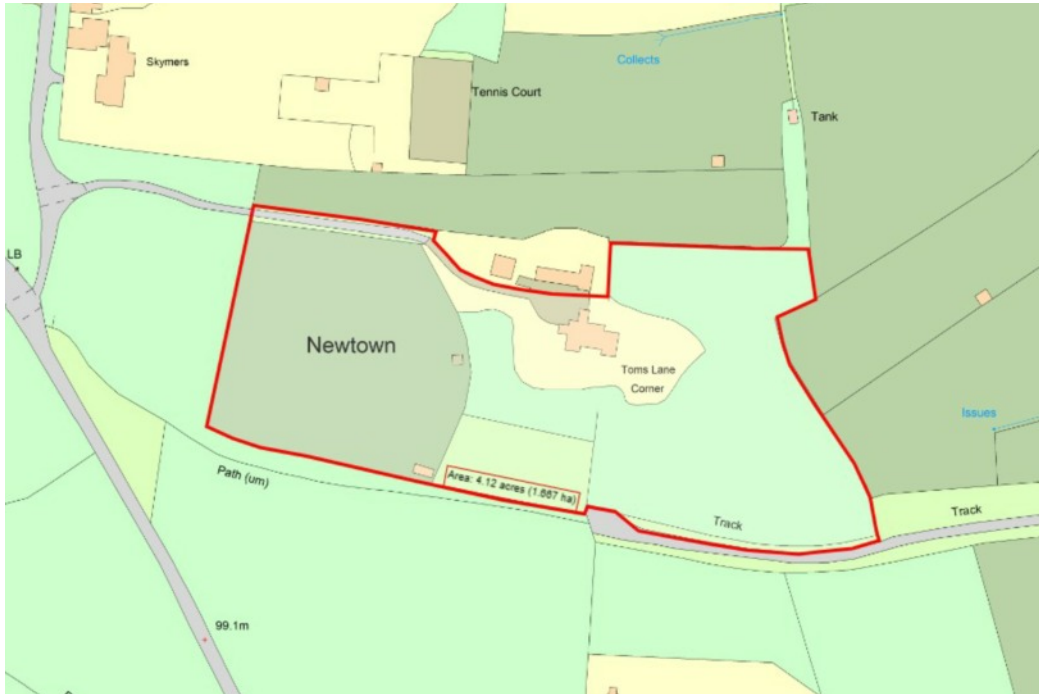 Skymers
Collects
Tennis Court
Tank
LB
Newtown
Toms Lane
Corner
Issues
Area: 4.12 acres (1.667 ha)
Path (um)
Track
Track
99.1m